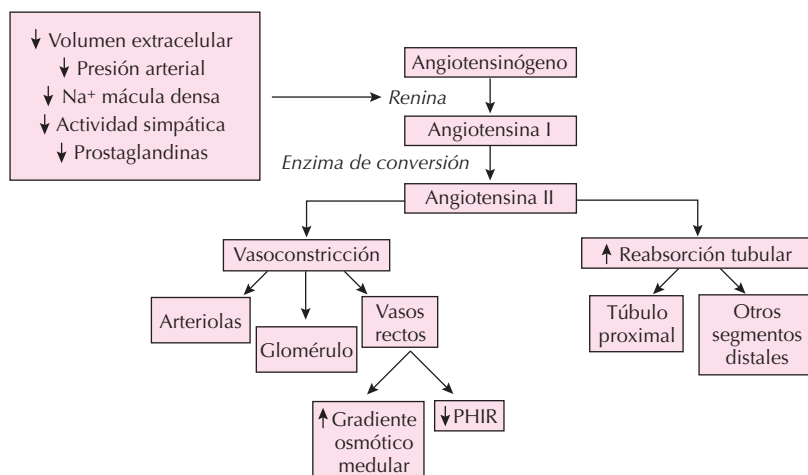 ↓ Volumen extracelular
↓ Presión arterial
↓ Na⁺ mácula densa
↓ Actividad simpática
↓ Prostaglandinas
Angiotensinógeno
Renina
Angiotensina I
Enzima de conversión
Angiotensina II
Vasoconstricción
↑ Reabsorción tubular
Arteriolas
Glomérulo
Vasos
rectos
Túbulo
proximal
Otros
segmentos
distales
↑ Gradiente
osmótico
medular
↓ PHIR